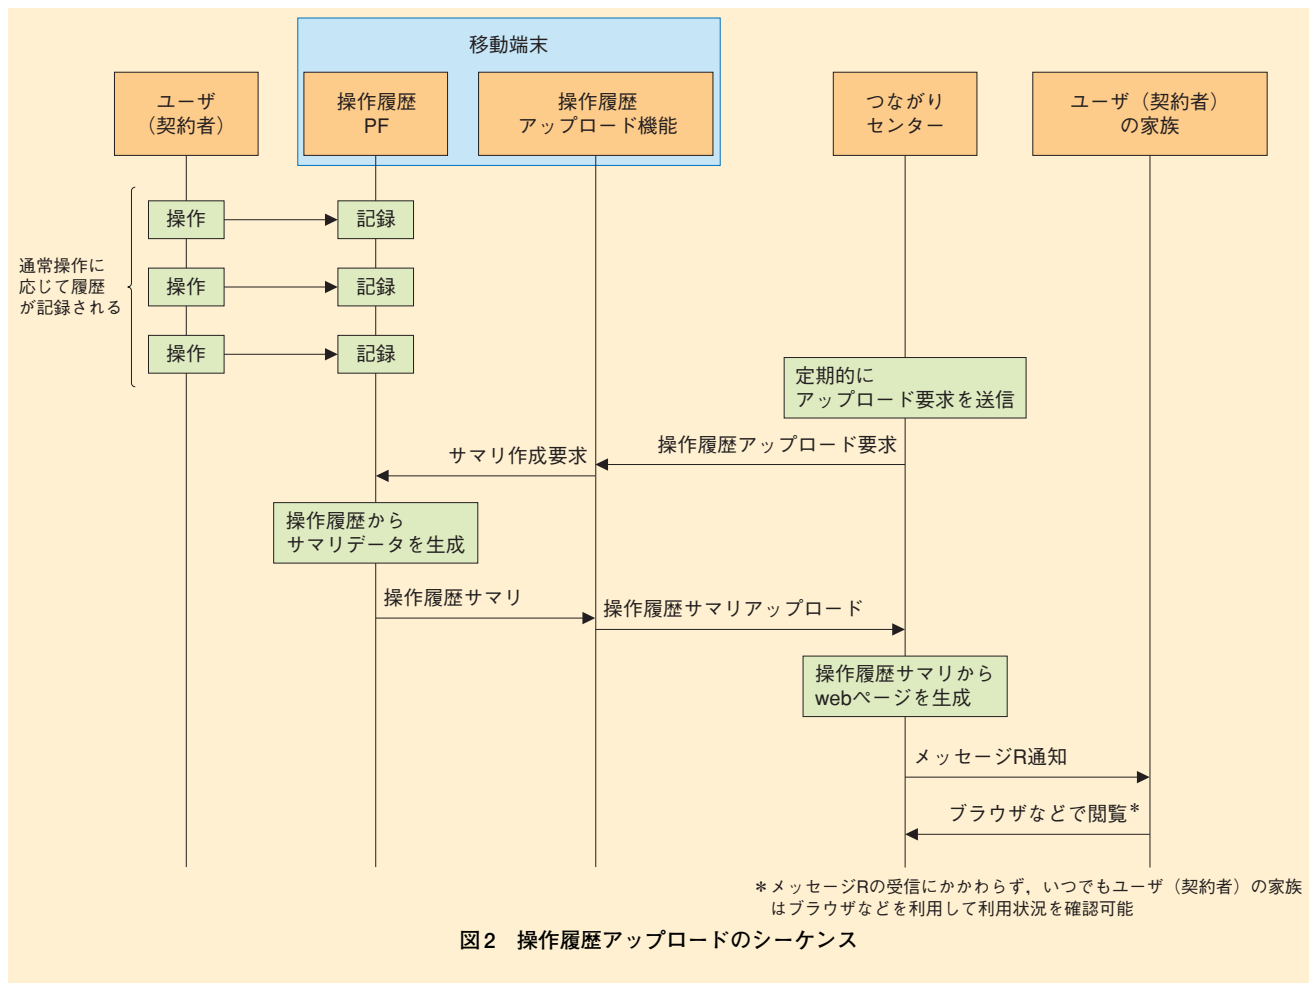 移動端末
ユーザ
（契約者）
操作履歴
PF
操作履歴
アップロード機能
つながり
センター
ユーザ（契約者）
の家族
操作
記録
通常操作に
応じて履歴
が記録される
操作
記録
操作
記録
定期的に
アップロード要求を送信
操作履歴アップロード要求
サマリ作成要求
操作履歴から
サマリデータを生成
操作履歴サマリ
操作履歴サマリアップロード
操作履歴サマリから
webページを生成
メッセージR通知
ブラウザなどで閲覧＊
＊メッセージRの受信にかかわらず，いつでもユーザ（契約者）の家族
はブラウザなどを利用して利用状況を確認可能
図2　操作履歴アップロードのシーケンス